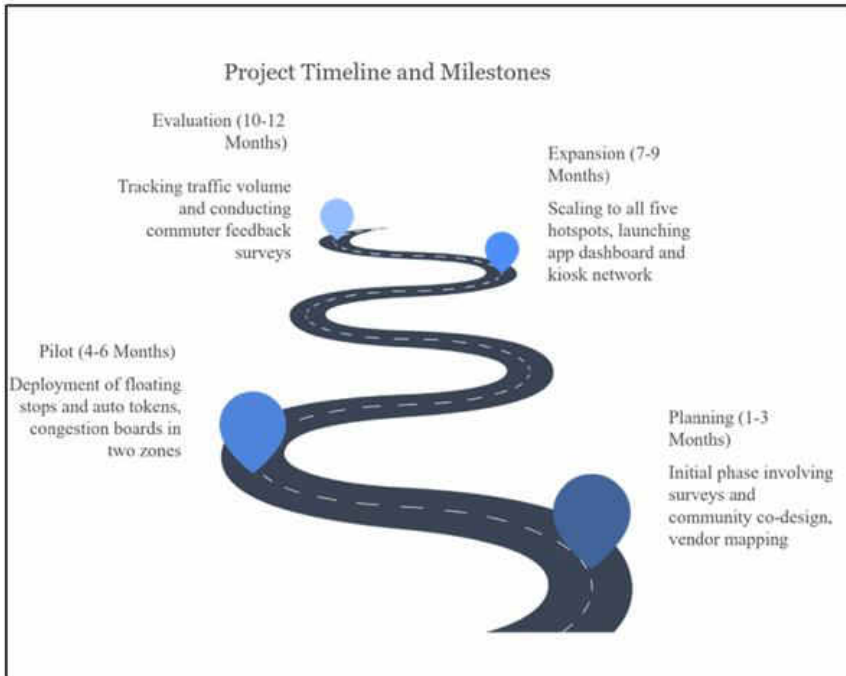 Project Timeline and Milestones
Evaluation (10-12
Months)
Tracking traffic volume
and conducting
commuter feedback
surveys
Expansion (7-9
Months)
Scaling to all five
hotspots, launching
app dashboard and
kiosk network
Pilot (4-6 Months)
Deployment of floating
stops and auto tokens,
congestion boards in
two zones
Planning (1-3
Months)
Initial phase involving
surveys and
community co-design,
vendor mapping